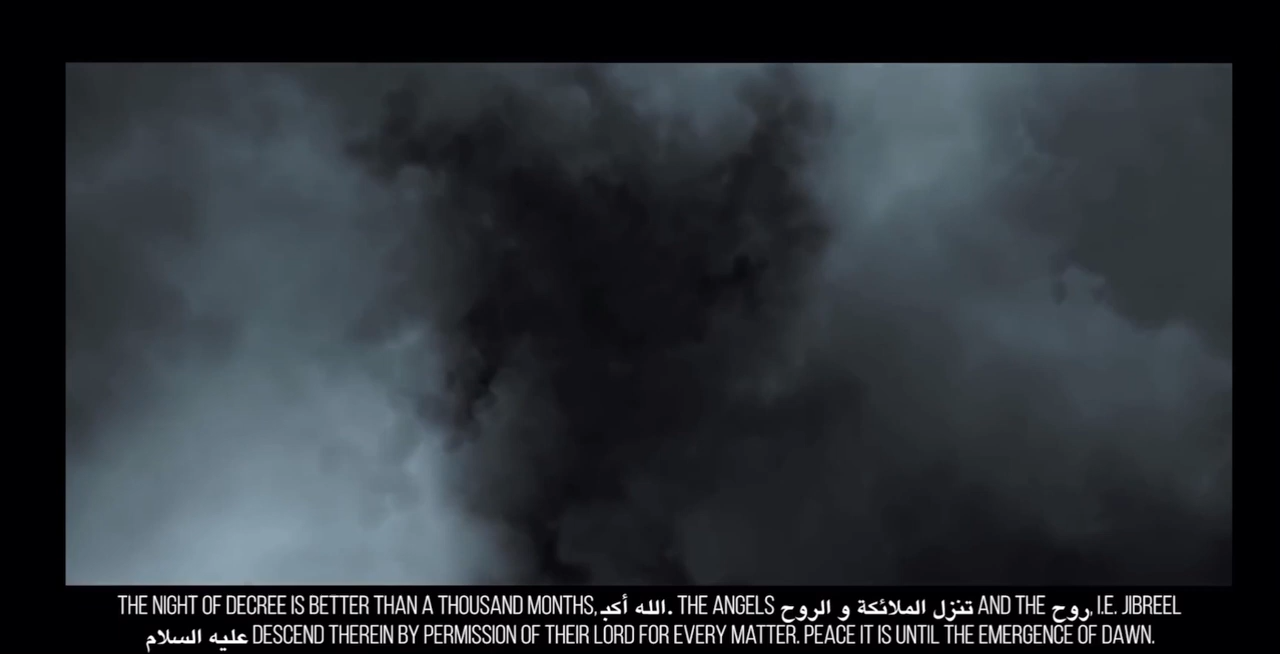 THE NIGHT OF DECREE IS BETTER THAN A THOUSAND MONTHS, الله أكبر. THE ANGELS تنزل الملائكة و الروح AND THE روح, I.E. JIBREEL
عليه السلام DESCEND THEREIN BY PERMISSION OF THEIR LORD FOR EVERY MATTER. PEACE IT IS UNTIL THE EMERGENCE OF DAWN.